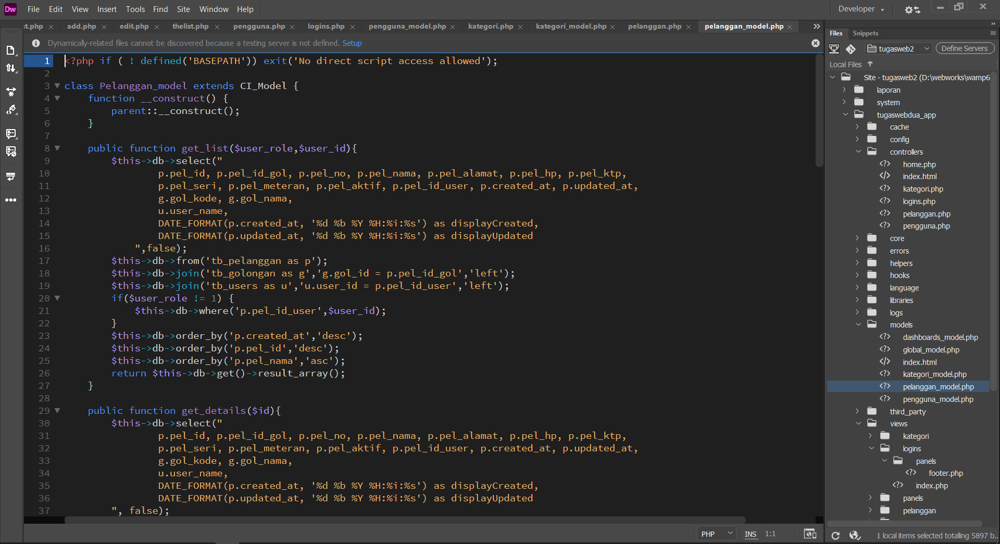 Dw File Edit View Insert Tools Find Site Window Help Developer
st.php add.php edit.php thelist.php pengguna.php logins.php pengguna_model.php kategori.php kategori_model.php pelanggan.php pelanggan_model.php
Dynamically-related files cannot be discovered because a testing server is not defined. Setup
1 <?php if ( ! defined('BASEPATH')) exit('No direct script access allowed');
2
3 class Pelanggan_model extends CI_Model {
4 function __construct() {
5 parent::__construct();
6 }
7
8 public function get_list($user_role,$user_id){
9 $this->db->select("
10 p.pel_id, p.pel_id_gol, p.pel_no, p.pel_nama, p.pel_alamat, p.pel_hp, p.pel_ktp,
11 p.pel_seri, p.pel_meteran, p.pel_aktif, p.pel_id_user, p.created_at, p.updated_at,
12 g.gol_kode, g.gol_nama,
13 u.user_name,
14 DATE_FORMAT(p.created_at, '%d %b %Y %H:%i:%s') as displayCreated,
15 DATE_FORMAT(p.updated_at, '%d %b %Y %H:%i:%s') as displayUpdated
16 ",false);
17 $this->db->from('tb_pelanggan as p');
18 $this->db->join('tb_golongan as g','g.gol_id = p.pel_id_gol','left');
19 $this->db->join('tb_users as u','u.user_id = p.pel_id_user','left');
20 if($user_role != 1) {
21 $this->db->where('p.pel_id_user',$user_id);
22 }
23 $this->db->order_by('p.created_at','desc');
24 $this->db->order_by('p.pel_id','desc');
25 $this->db->order_by('p.pel_nama','asc');
26 return $this->db->get()->result_array();
27 }
28
29 public function get_details($id){
30 $this->db->select("
31 p.pel_id, p.pel_id_gol, p.pel_no, p.pel_nama, p.pel_alamat, p.pel_hp, p.pel_ktp,
32 p.pel_seri, p.pel_meteran, p.pel_aktif, p.pel_id_user, p.created_at, p.updated_at,
33 g.gol_kode, g.gol_nama,
34 u.user_name,
35 DATE_FORMAT(p.created_at, '%d %b %Y %H:%i:%s') as displayCreated,
36 DATE_FORMAT(p.updated_at, '%d %b %Y %H:%i:%s') as displayUpdated
37 ", false);
PHP INS 1:1
Files Snippets
tugasweb2 Define Servers
Local Files
Site - tugasweb2 (D:\webworks\wamp6
laporan
system
tugaswebdua_app
cache
config
controllers
home.php
index.html
kategori.php
logins.php
pelanggan.php
pengguna.php
core
errors
helpers
hooks
language
libraries
logs
models
dashboards_model.php
global_model.php
index.html
kategori_model.php
pelanggan_model.php
pengguna_model.php
third_party
views
kategori
logins
panels
footer.php
index.php
panels
pelanggan
1 local items selected totalling 5897 b..